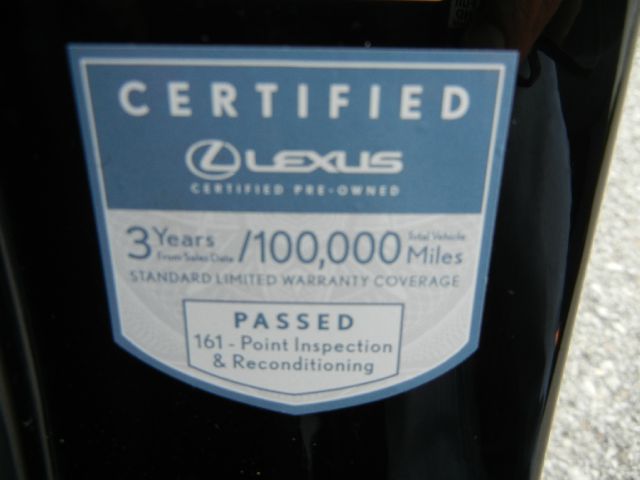 CERTIFIED
LEXUS
CERTIFIED PRE-OWNED
3 Years From Sales Date /100,000 Total Vehicle Miles
STANDARD LIMITED WARRANTY COVERAGE
PASSED
161 - Point Inspection
& Reconditioning